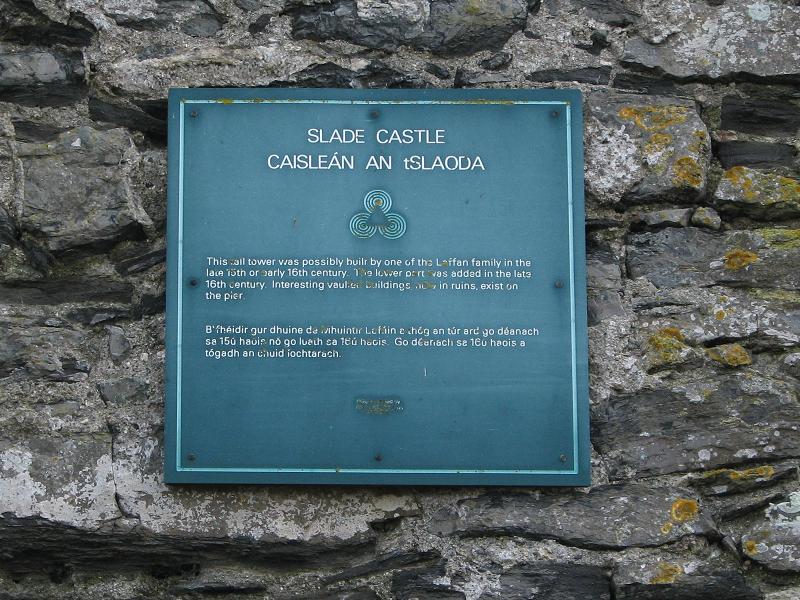 SLADE CASTLE
CAISLEÁN AN tSLAODA
This tall tower was possibly built by one of the Laffan family in the
late 15th or early 16th century. The lower part was added in the late
16th century. Interesting vaulted buildings, now in ruins, exist on
the pier.
B'fhéidir gur dhuine de Mhuintir Lafáin a thóg an túr ard go déanach
sa 15ú haois nó go luath sa 16ú haois. Go déanach sa 16ú haois a
tógadh an chuid íochtarach.